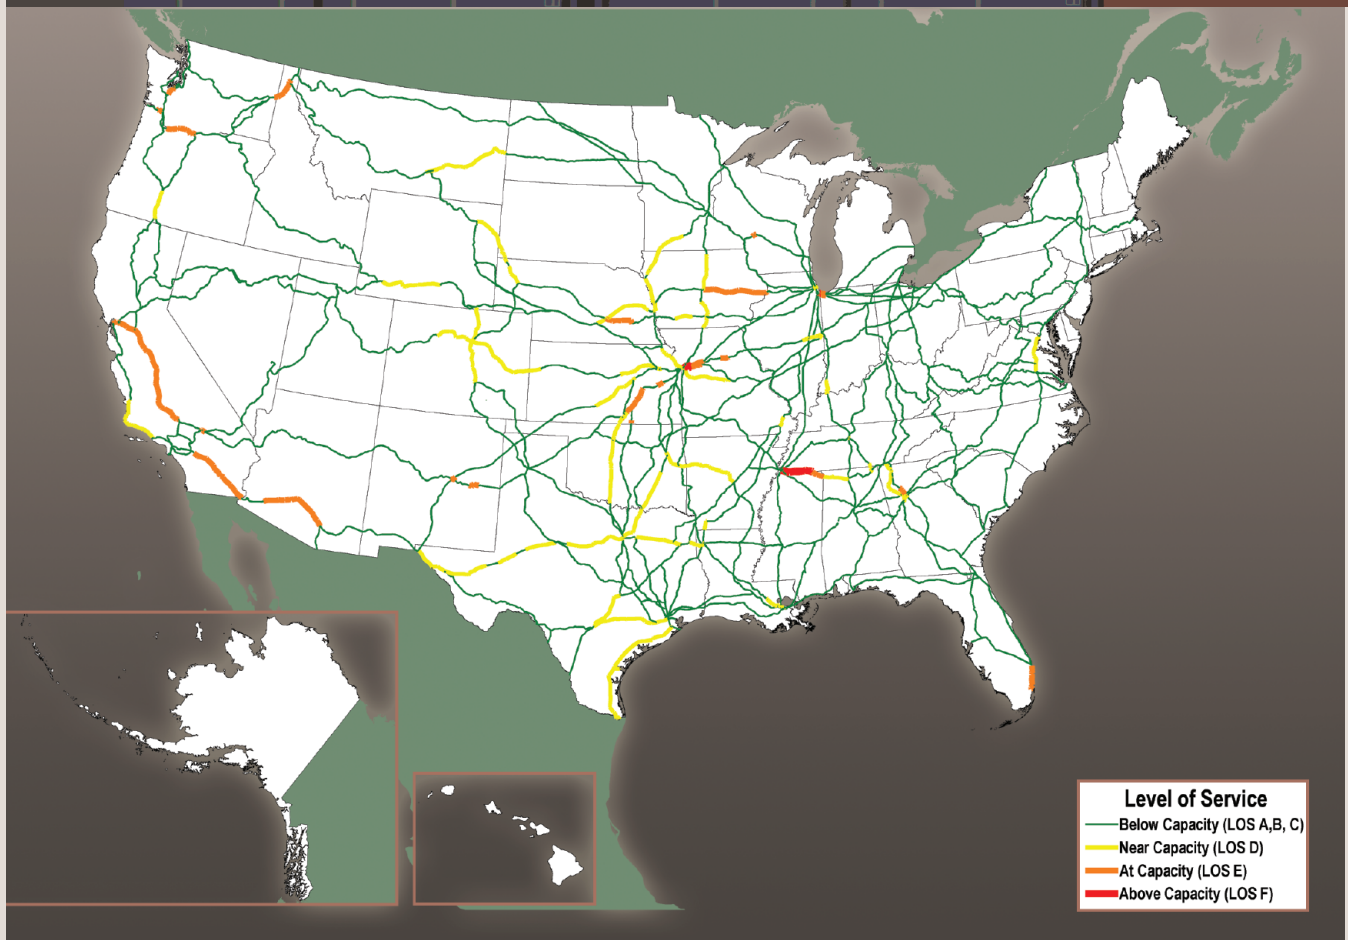 Level of Service
Below Capacity (LOS A,B, C)
Near Capacity (LOS D)
At Capacity (LOS E)
Above Capacity (LOS F)